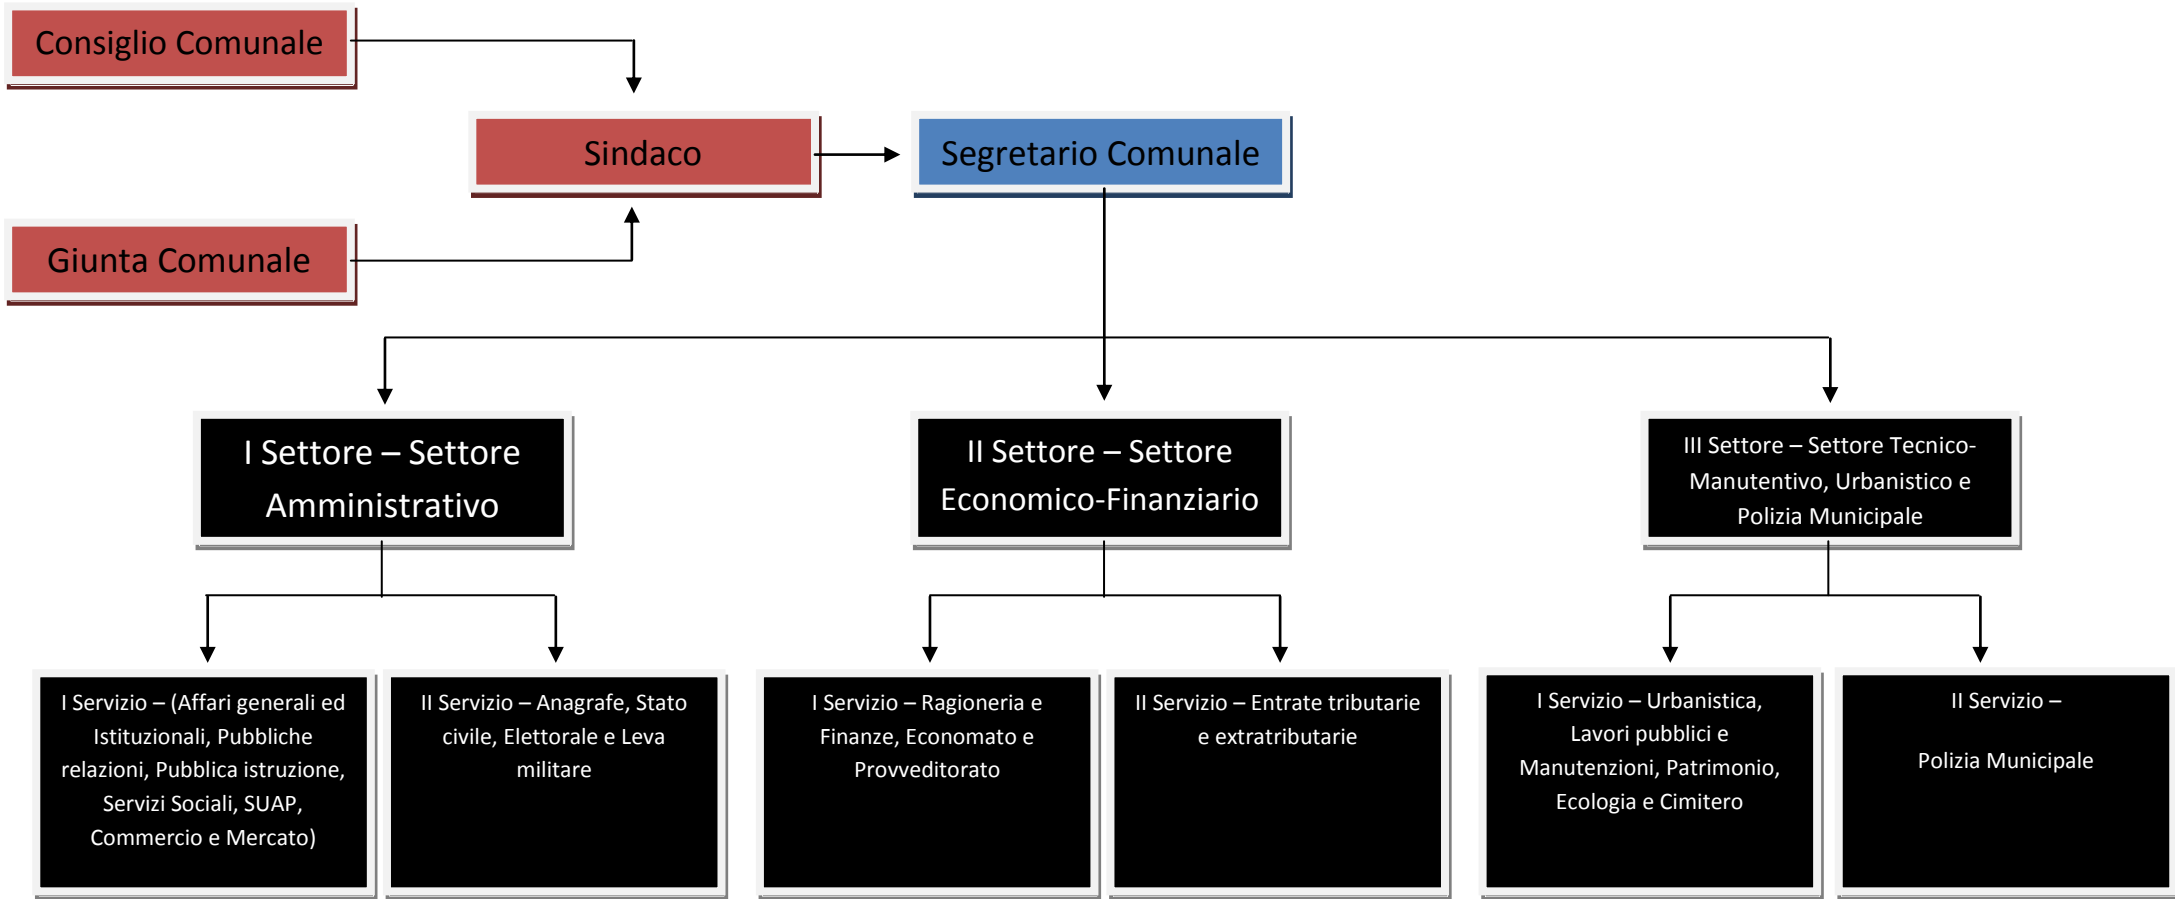 Consiglio Comunale
Sindaco
Segretario Comunale
Giunta Comunale
I Settore – Settore
Amministrativo
II Settore – Settore
Economico-Finanziario
III Settore – Settore Tecnico-
Manutentivo, Urbanistico e
Polizia Municipale
I Servizio – (Affari generali ed
Istituzionali, Pubbliche
relazioni, Pubblica istruzione,
Servizi Sociali, SUAP,
Commercio e Mercato)
II Servizio – Anagrafe, Stato
civile, Elettorale e Leva
militare
I Servizio – Ragioneria e
Finanze, Economato e
Provveditorato
II Servizio – Entrate tributarie
e extratributarie
I Servizio – Urbanistica,
Lavori pubblici e
Manutenzioni, Patrimonio,
Ecologia e Cimitero
II Servizio –
Polizia Municipale